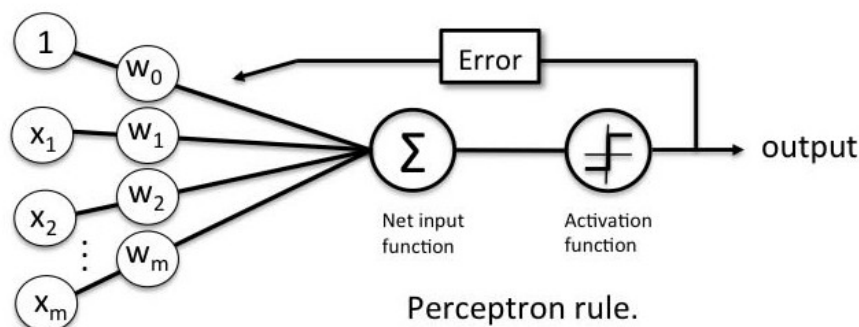 1
w0
Error
x1
w1
Σ
output
x2
w2
Net input
function
Activation
function
⋮
wm
xm
Perceptron rule.